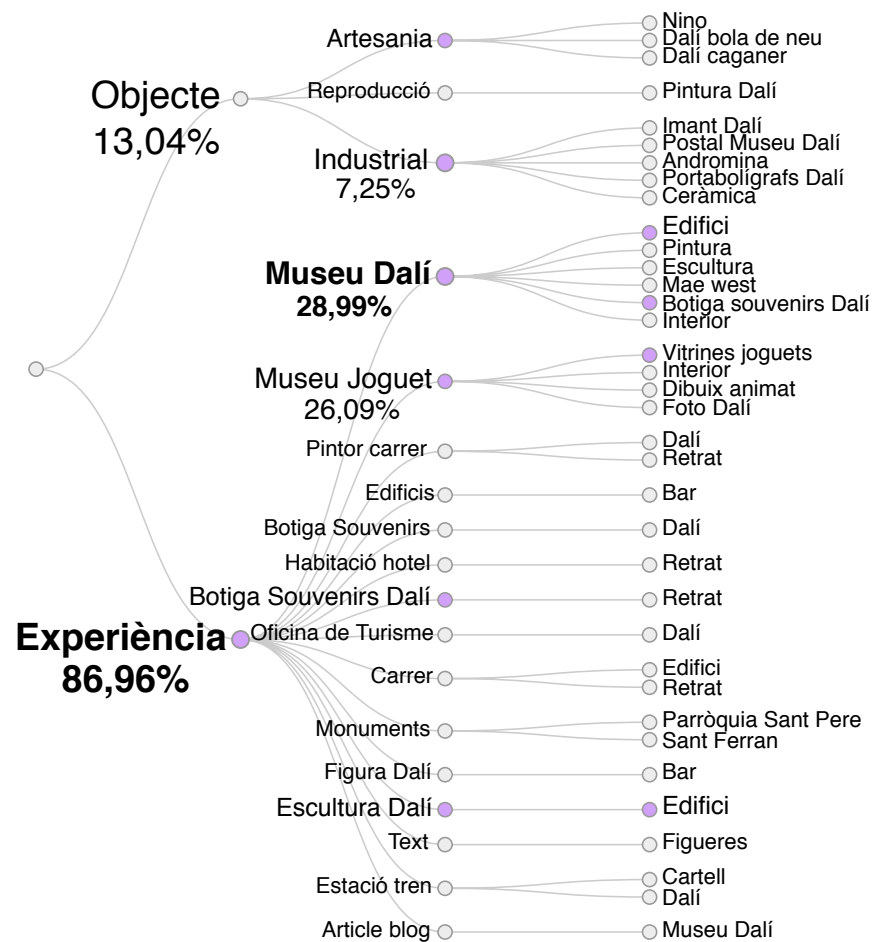 Objecte
13,04%
Artesania
Nino
Dalí bola de neu
Dalí caganer
Reproducció
Pintura Dalí
Industrial
7,25%
Imant Dalí
Postal Museu Dalí
Andromina
Portabolígrafs Dalí
Ceràmica
Experiència
86,96%
Museu Dalí
28,99%
Edifici
Pintura
Escultura
Mae west
Botiga souvenirs Dalí
Interior
Museu Joguet
26,09%
Vitrines joguets
Interior
Dibuix animat
Foto Dalí
Pintor carrer
Dalí
Retrat
Edificis
Bar
Botiga Souvenirs
Dalí
Habitació hotel
Retrat
Botiga Souvenirs Dalí
Retrat
Oficina de Turisme
Dalí
Carrer
Edifici
Retrat
Monuments
Parròquia Sant Pere
Sant Ferran
Figura Dalí
Bar
Escultura Dalí
Edifici
Text
Figueres
Estació tren
Cartell
Dalí
Article blog
Museu Dalí